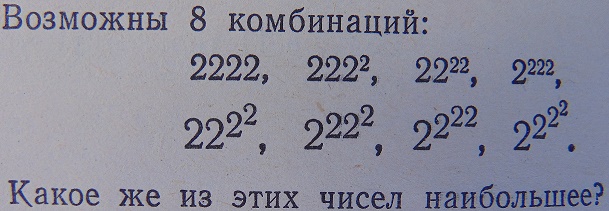 Возможны 8 комбинаций:
2222, 222², 22²², 2²²²,
22^{2^2}, 2^{22^2}, 2^{2^{22}}, 2^{2^{2^2}}.
Какое же из этих чисел наибольшее?